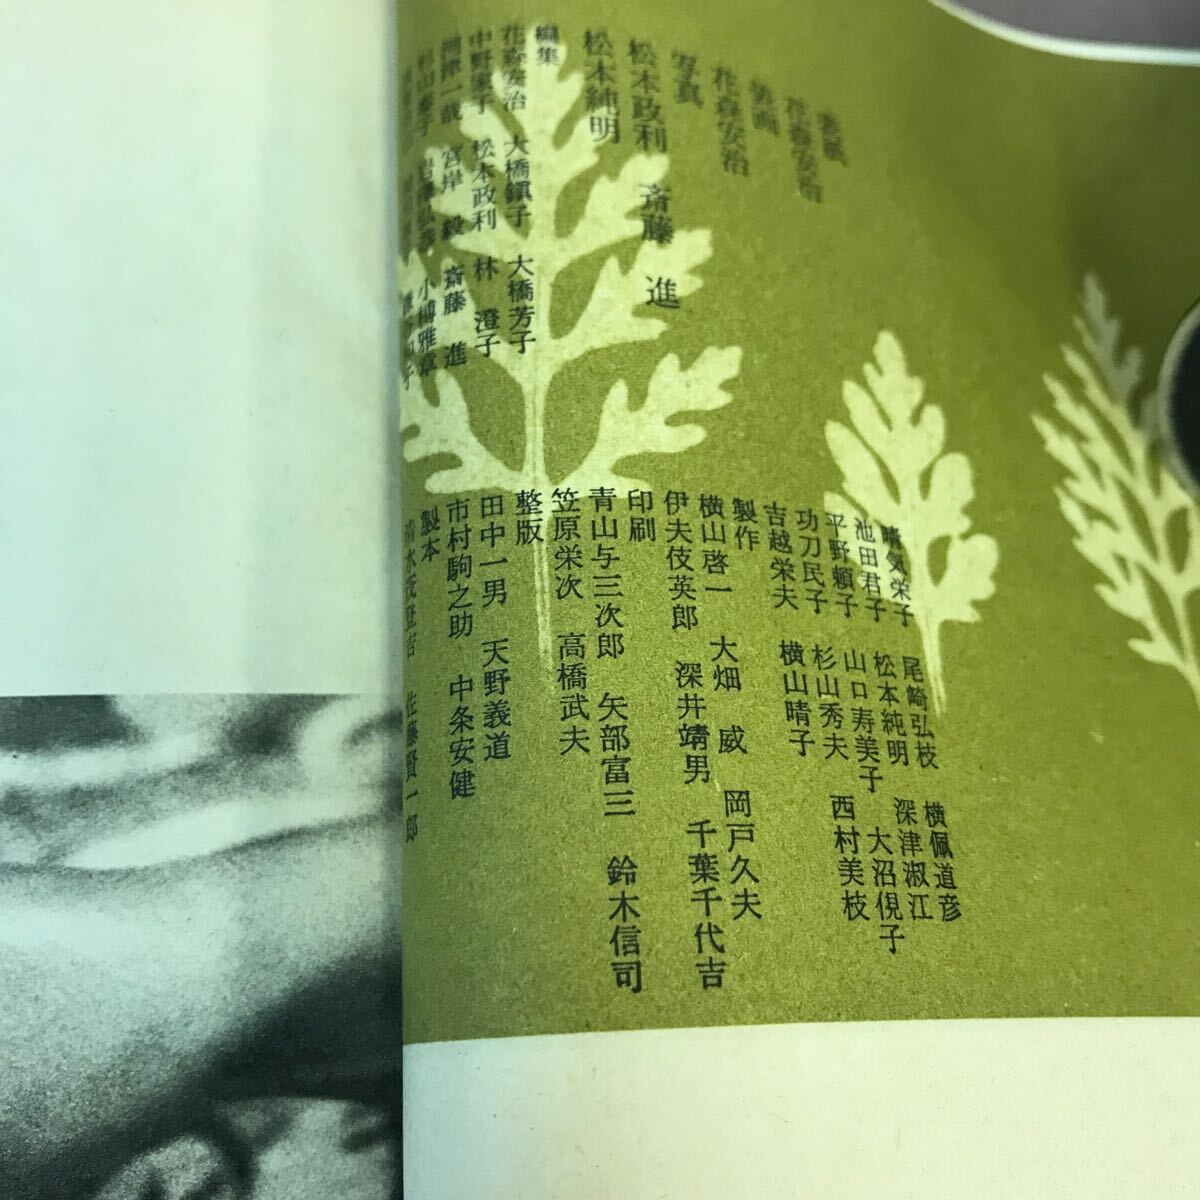 表紙
花森安治
装画
花森安治
写真
松本政利 斎藤 進
松本純明
編集
花森安治 大橋鎭子 大橋芳子
中野家子 松本政利 林 澄子
河津一哉 宮岸 毅 斎藤 進
小榑雅章
晴気栄子 尾崎弘枝 横佩道彦
池田君子 松本純明 深津淑江
平野頼子 山口寿美子 大沼俔子
功刀民子 杉山秀夫 西村美枝
吉越栄夫 横山晴子
製作
横山啓一 大畑 威 岡戸久夫
伊夫伎英郎 深井靖男 千葉千代吉
印刷
青山与三次郎 矢部富三 鈴木信司
笠原栄次 高橋武夫
整版
田中一男 天野義道
市村駒之助 中条安健
製本
清水茂登吉 佐藤賢一郎